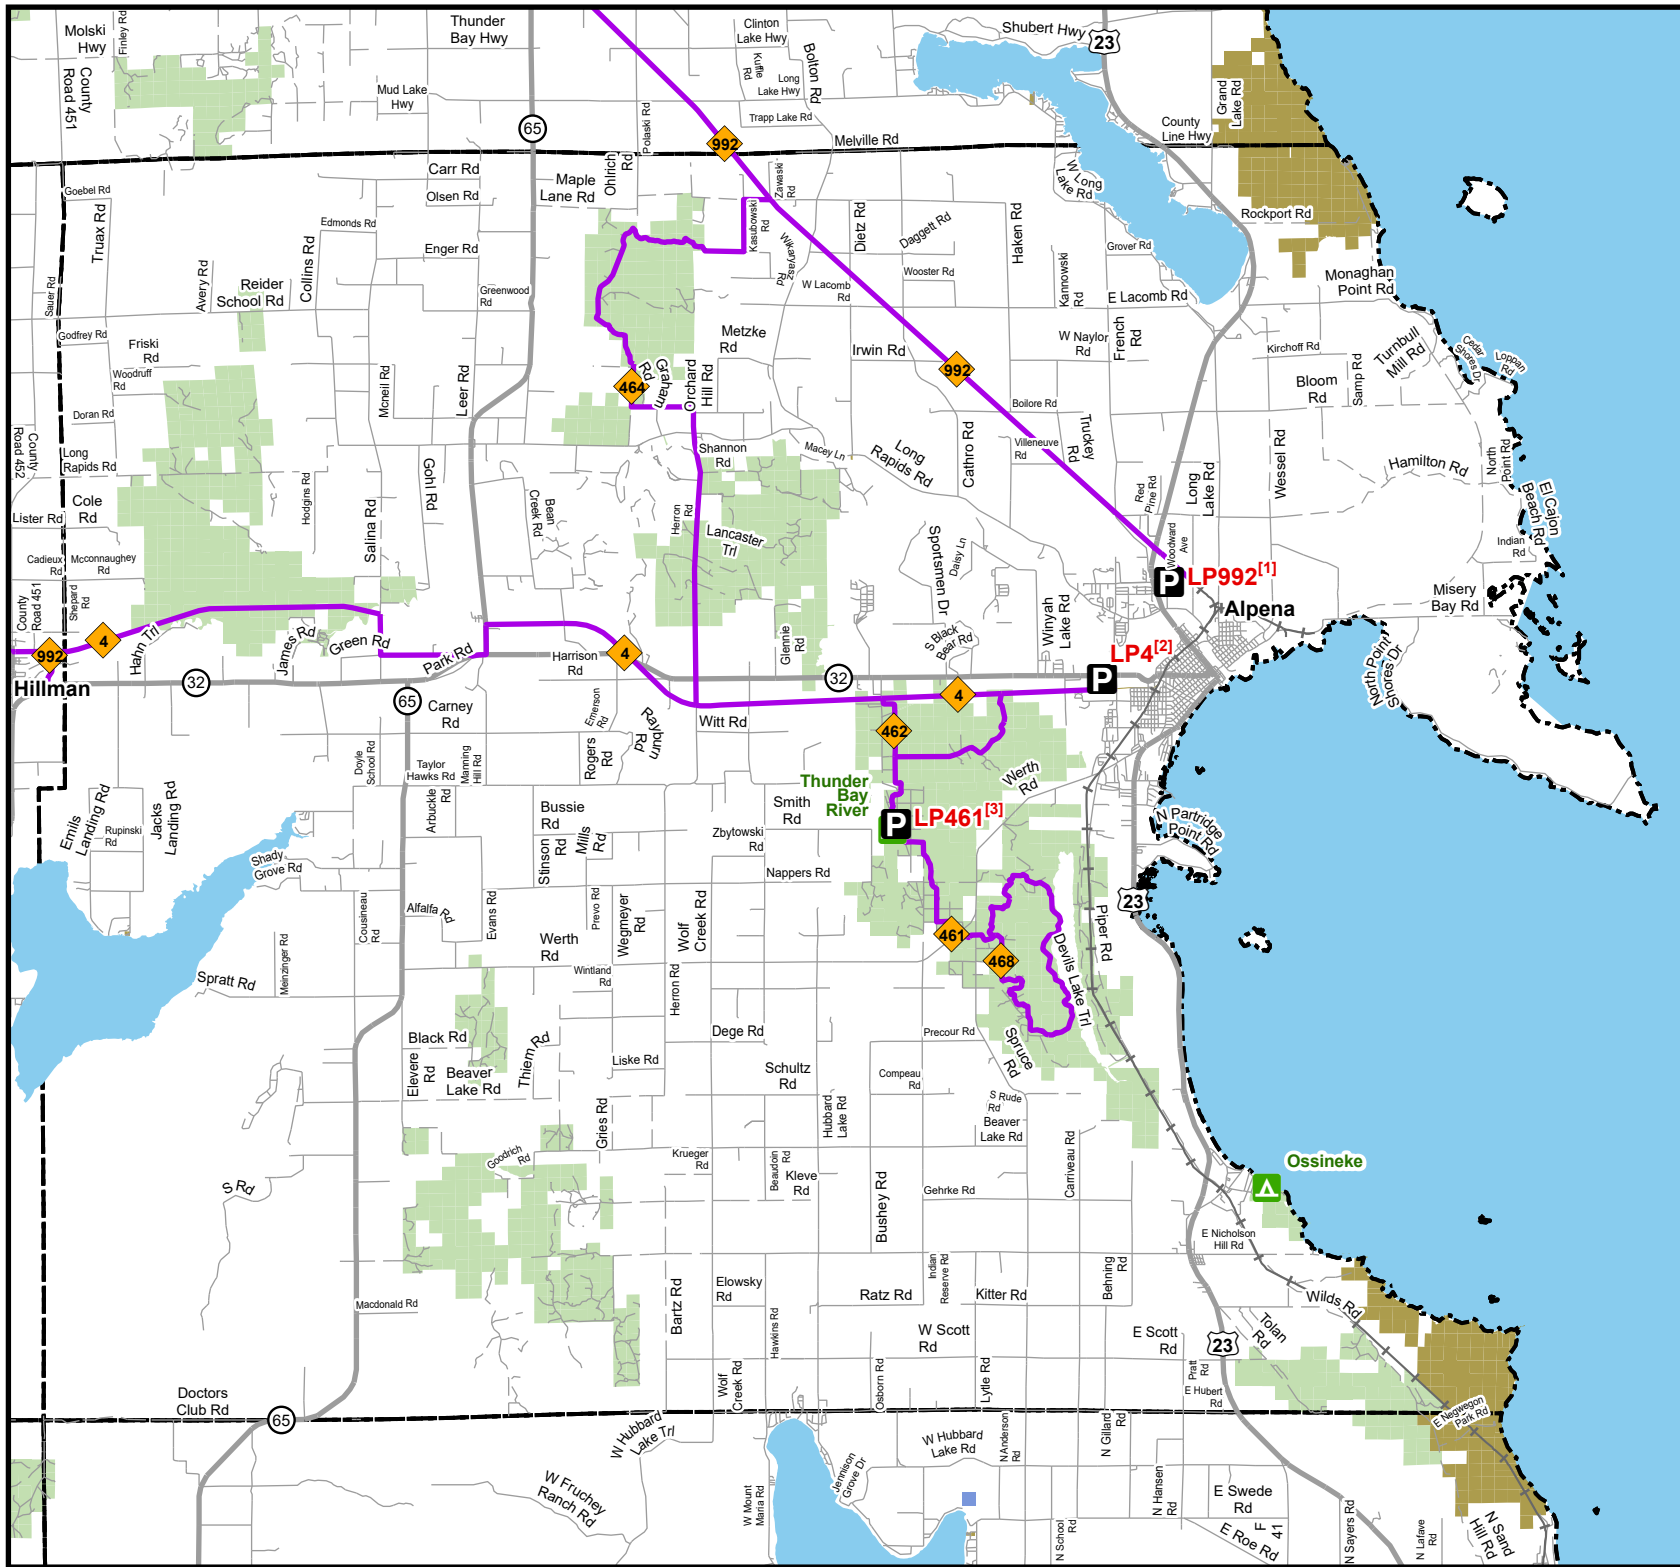 Molski
Hwy
Finley Rd
Thunder
Bay Hwy
Clinton
Lake Hwy
Shubert Hwy
23
County
Road 451
Kuffle
Rd
Bolton Rd
Long
Lake Hwy
Mud Lake
Hwy
Grand
Lake Rd
Trapp Lake Rd
65
Polaski Rd
County
Line Hwy
992
Melville Rd
Carr Rd
Ohlrich
Rd
Maple
Lane Rd
Zawaski
Rd
W Long
Lake Rd
Goebel Rd
Olsen Rd
Truax Rd
Edmonds Rd
Kasubowski
Rd
Dietz Rd
Daggett Rd
Haken Rd
Rockport Rd
Enger Rd
Collins Rd
Wikaryasz
Rd
Grover Rd
Avery Rd
Sauer Rd
Reider
School Rd
Greenwood
Rd
W Lacomb
Rd
Wooster Rd
Kannowski
Rd
E Lacomb Rd
Monaghan
Point Rd
Godfrey Rd
Friski
Rd
Metzke
Rd
Irwin Rd
W Naylor
Rd
French
Rd
Kirchoff Rd
Turnbull
Mill Rd
Cedar
Shores Dr
Loppan
Rd
Woodruff
Rd
Mcneil Rd
Leer Rd
464
Graham
Rd
Orchard
Hill Rd
992
Bloom
Rd
Samp Rd
Doran Rd
Boilore Rd
County
Road 452
Long
Rapids Rd
Shannon
Rd
Macey Ln
Long
Rapids Rd
Cathro Rd
Villeneuve
Rd
Truckey
Rd
Hamilton Rd
North
Point Rd
Cole
Rd
Lister Rd
Hodgins Rd
Salina Rd
Gohl Rd
Bean
Creek Rd
Herron
Rd
Lancaster
Trl
Red
Pine Rd
Long
Lake Rd
Wessel Rd
El Cajon
Beach Rd
Indian
Rd
Cadieux
Rd
Mcconnaughey
Rd
Sportsmen Dr
Daisy Ln
Woodward
Ave
LP992[1]
P
Alpena
Misery
Bay Rd
County
Road 451
Shepard
Rd
Hahn Trl
James Rd
Green Rd
Park Rd
Harrison
Rd
Glennie
Rd
S Black
Bear Rd
Winyah
Lake Rd
LP4[2]
P
North Point
Shores Dr
992
4
4
4
Hillman
32
32
65
Carney
Rd
Emerson
Rd
Rayburn
Rd
Witt Rd
462
Doyle
School Rd
Taylor
Hawks Rd
Manning
Hill Rd
Rogers
Rd
Werth
Rd
Thunder
Bay
River
Emils
Landing Rd
Rupinski
Rd
Jacks
Landing Rd
Arbuckle
Rd
Bussie
Rd
Smith
Rd
P
LP461[3]
N Partridge
Point Rd
Shady
Grove Rd
Stinson
Rd
Mills
Rd
Zbytowski
Rd
Nappers Rd
23
Cousineau
Rd
Alfalfa Rd
Evans Rd
Prevo Rd
Wegmeyer
Rd
Wolf
Creek Rd
461
Piper Rd
Werth
Rd
468
Devils Lake Trl
Spratt Rd
Meinzinger Rd
Wintland
Rd
Herron Rd
Black Rd
Thiem Rd
Dege Rd
Precour Rd
Spruce
Rd
Elevere
Rd
Beaver
Lake Rd
Liske Rd
Schultz
Rd
Compeau
Rd
S Rude
Rd
Gries Rd
Hubbard
Lake Rd
Beaver
Lake Rd
Goodrich
Rd
Krueger
Rd
Beaudoin
Rd
Kleve
Rd
Carriveau Rd
Ossineke
S Rd
Bushey Rd
Gehrke Rd
E Nicholson
Hill Rd
Bartz Rd
Elowsky
Rd
Indian
Reserve Rd
Behning
Rd
Macdonald Rd
Ratz Rd
Kitter Rd
Wilds Rd
Hawkins Rd
W Scott
Rd
E Scott
Rd
23
Tolan
Rd
Wolf
Creek Rd
Osborn Rd
Lytle Rd
Pratt
Rd
Doctors
Club Rd
65
E Hubert
Rd
E Negwegon
Park Rd
W Hubbard
Lake Trl
W Hubbard
Lake Rd
N Anderson
Rd
N Gillard
Rd
W Fruchey
Ranch Rd
W Mount
Maria Rd
Jennison
Grove Dr
N School
Rd
N Hansen
Rd
E Swede
Rd
E Roe Rd
F
41
N Sayers Rd
N Lafave
Rd
N Sand
Hill Rd